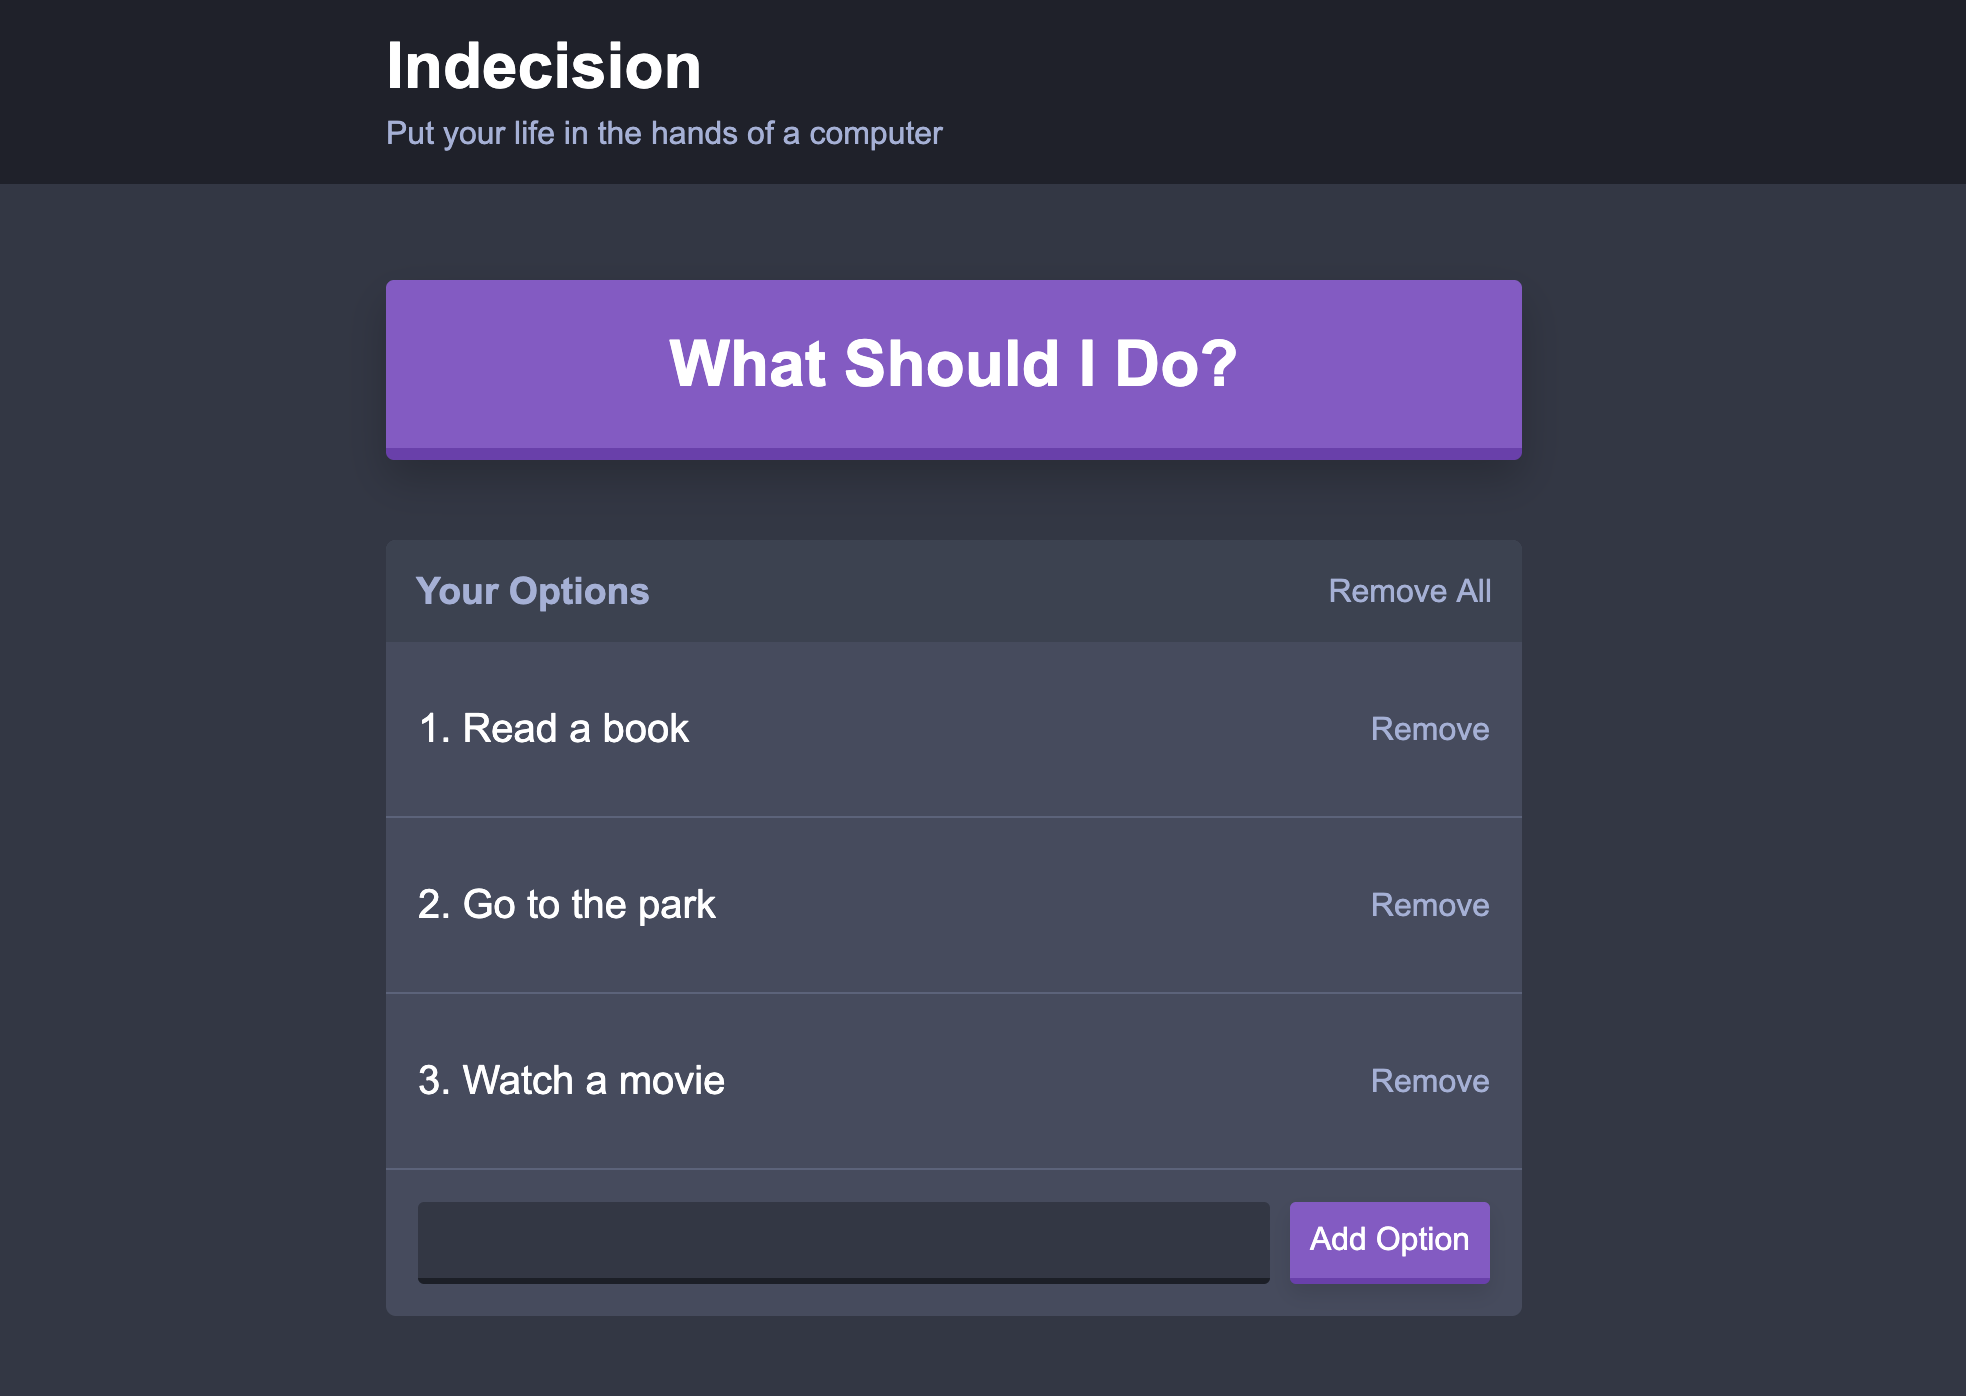 Indecision
Put your life in the hands of a computer
What Should I Do?
Your Options
Remove All
1. Read a book
Remove
2. Go to the park
Remove
3. Watch a movie
Remove
Add Option